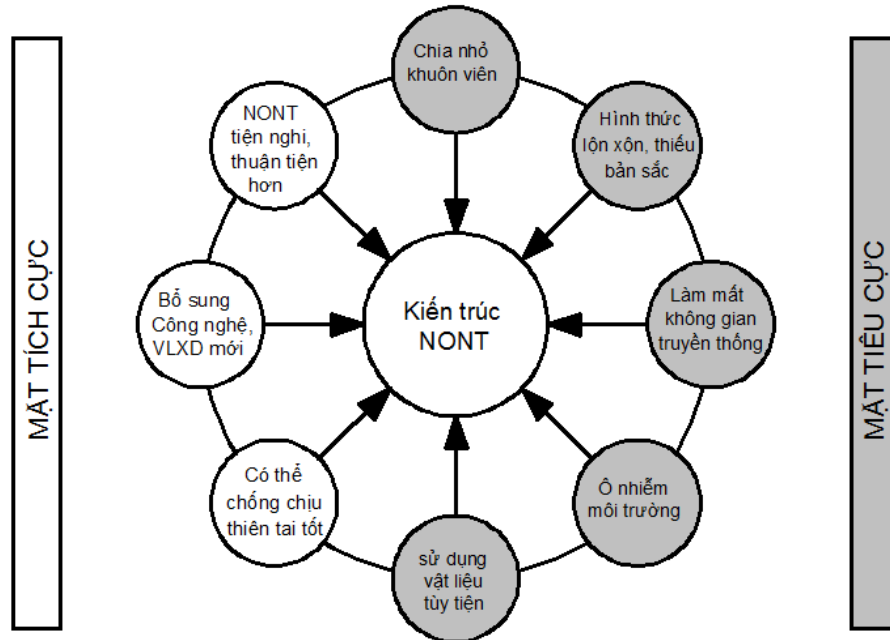 MẶT TÍCH CỰC
Chia nhỏ
khuôn viên
NONT
tiện nghi,
thuận tiện
hơn
Hình thức
lộn xộn, thiếu
bản sắc
Bổ sung
Công nghệ,
VLXD mới
Kiến trúc
NONT
Làm mất
không gian
truyền thống
Có thể
chống chịu
thiên tai tốt
Ô nhiễm
môi trường
sử dụng
vật liệu
tùy tiện
MẶT TIÊU CỰC